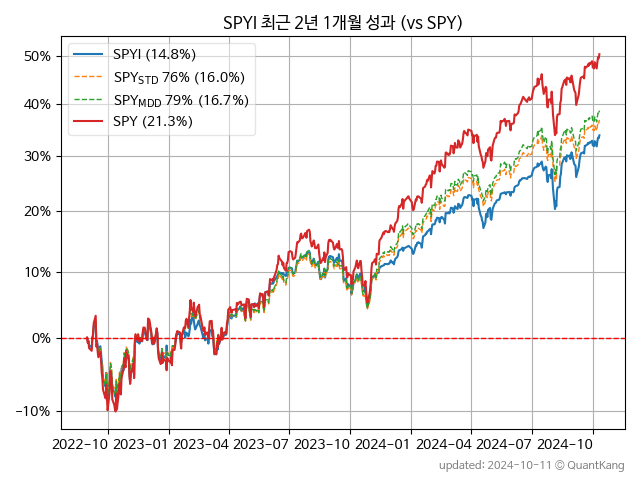 SPYI 최근 2년 1개월 성과 (vs SPY)
SPYI (14.8%)
SPY_STD 76% (16.0%)
SPY_MDD 79% (16.7%)
SPY (21.3%)
50%
40%
30%
20%
10%
0%
−10%
2022-10 2023-01 2023-04 2023-07 2023-10 2024-01 2024-04 2024-07 2024-10
updated: 2024-10-11 © QuantKang